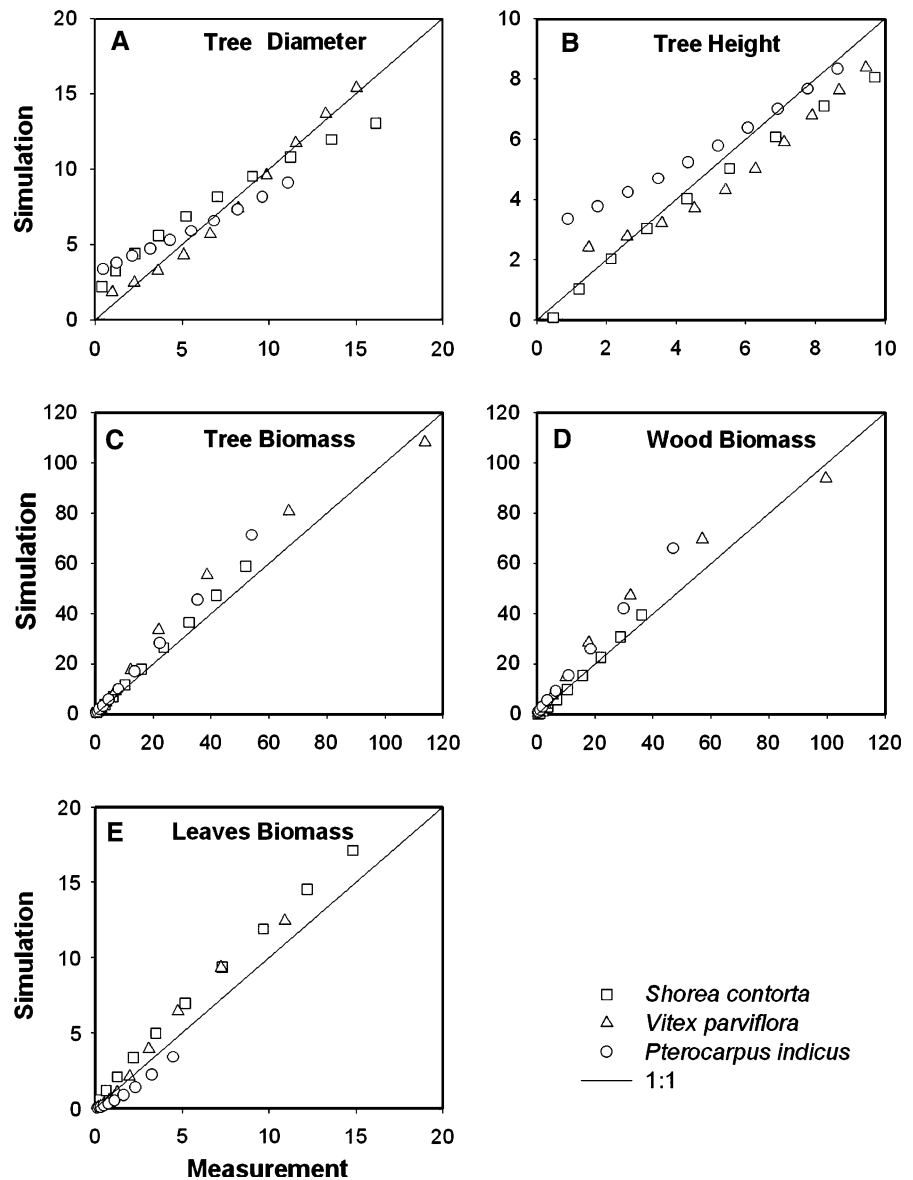 A Tree Diameter
20
15
10
5
0
0 5 10 15 20
Simulation
B Tree Height
10
8
6
4
2
0
0 2 4 6 8 10
C Tree Biomass
120
100
80
60
40
20
0
0 20 40 60 80 100 120
Simulation
D Wood Biomass
120
100
80
60
40
20
0
0 20 40 60 80 100 120
E Leaves Biomass
20
15
10
5
0
0 5 10 15 20
Simulation
Measurement
Shorea contorta
Vitex parviflora
Pterocarpus indicus
1:1